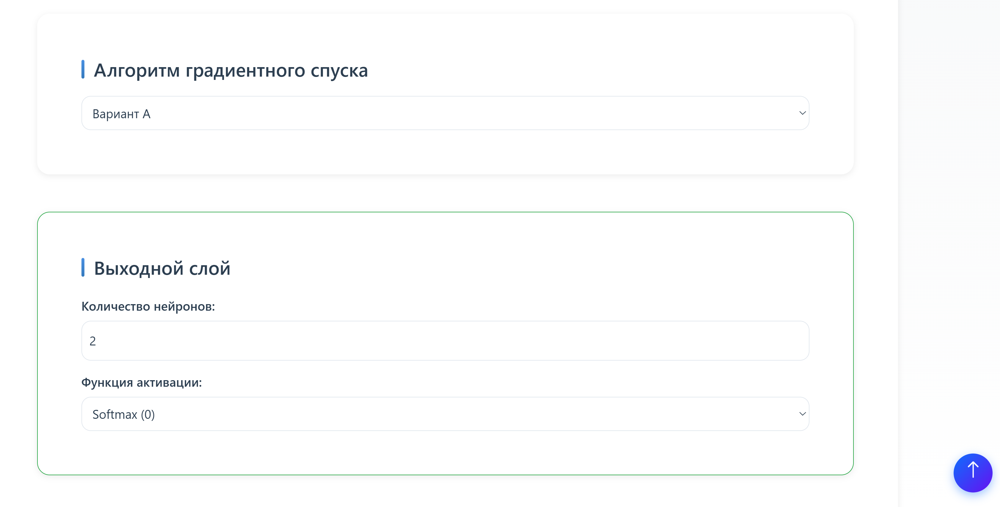 Алгоритм градиентного спуска
Вариант А
Выходной слой
Количество нейронов:
2
Функция активации:
Softmax (0)